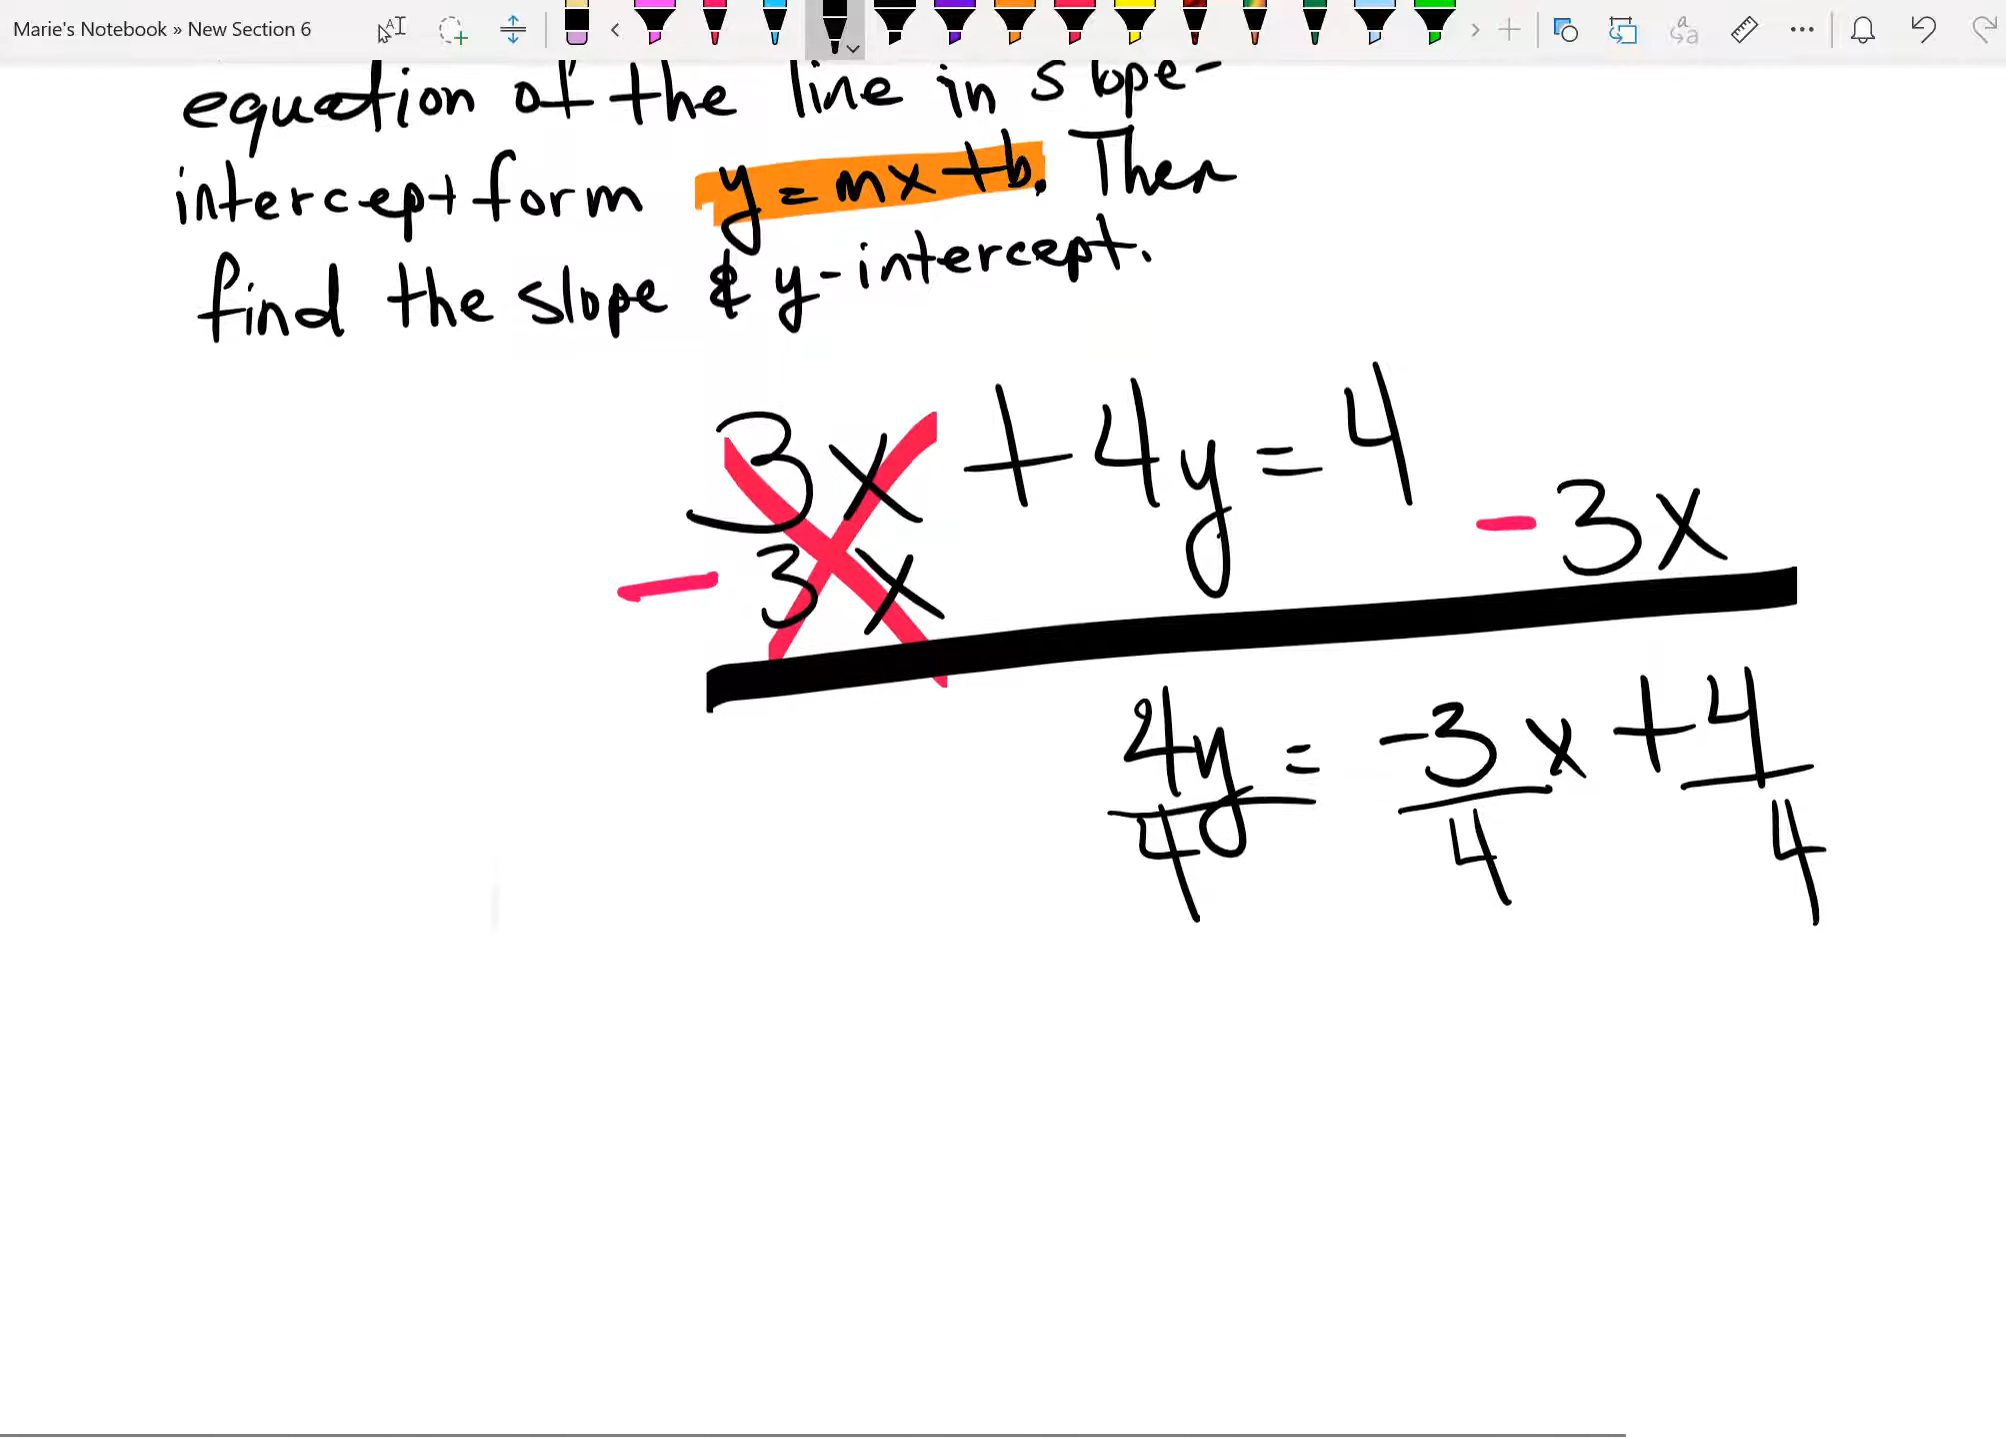 Marie's Notebook » New Section 6
equation of the line in slope-
intercept form y = mx + b. Then
find the slope & y-intercept.
3x + 4y = 4
- 3x - 3x
4y = -3x + 4
4 4 4